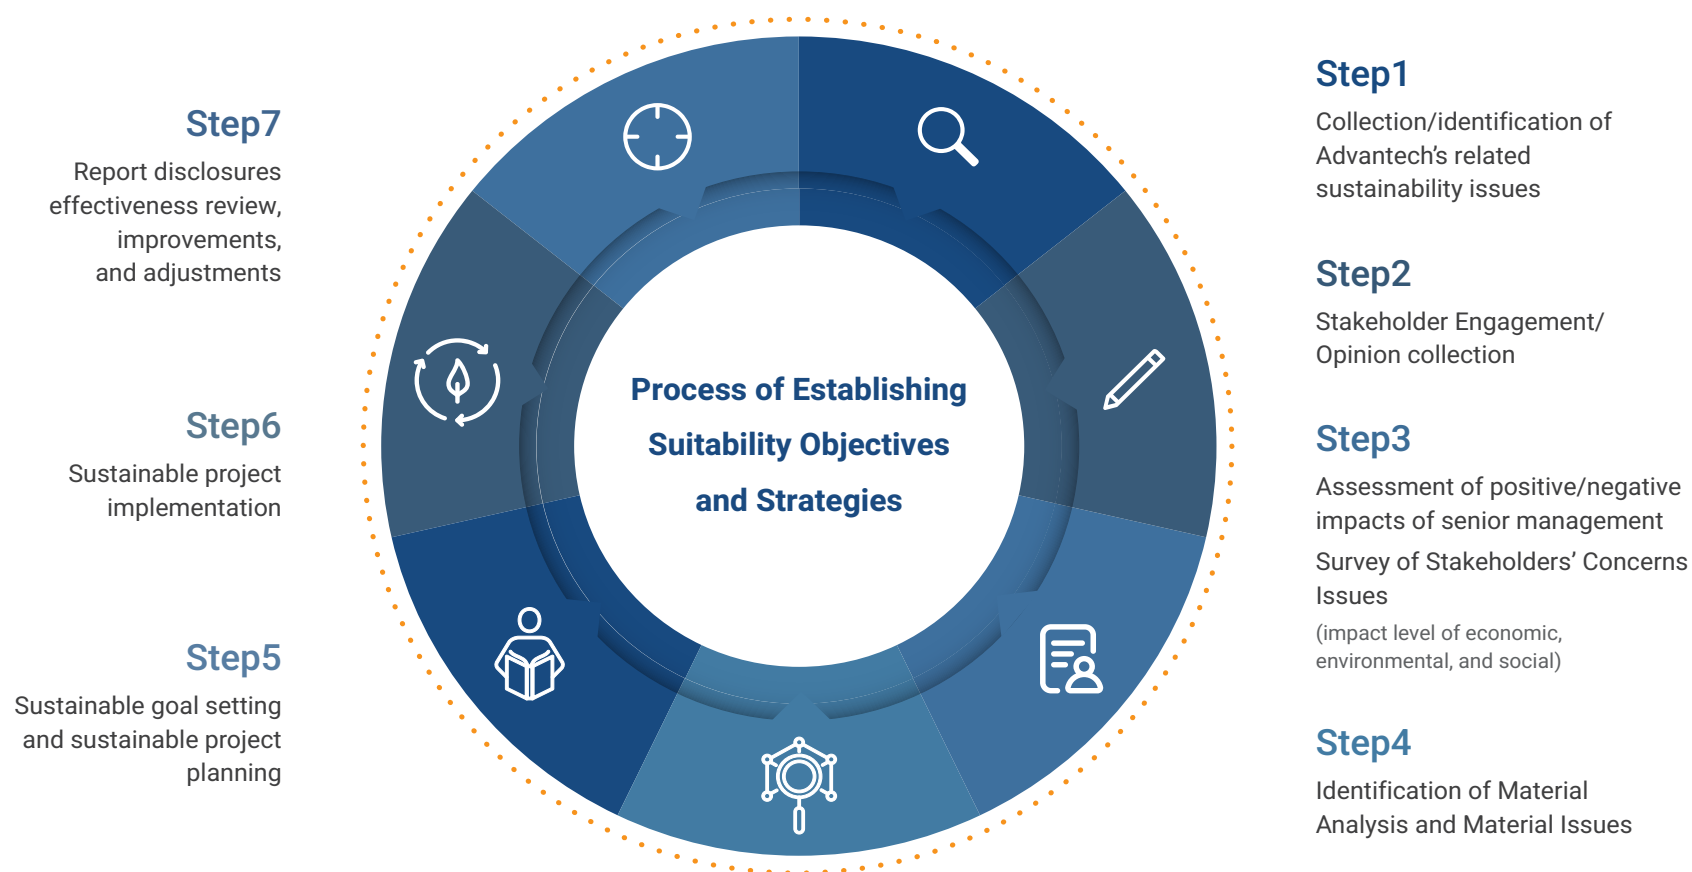 Process of Establishing
Suitability Objectives
and Strategies
Step1
Collection/identification of
Advantech’s related
sustainability issues
Step2
Stakeholder Engagement/
Opinion collection
Step3
Assessment of positive/negative
impacts of senior management
Survey of Stakeholders’ Concerns
Issues
(impact level of economic,
environmental, and social)
Step4
Identification of Material
Analysis and Material Issues
Step5
Sustainable goal setting
and sustainable project
planning
Step6
Sustainable project
implementation
Step7
Report disclosures
effectiveness review,
improvements,
and adjustments